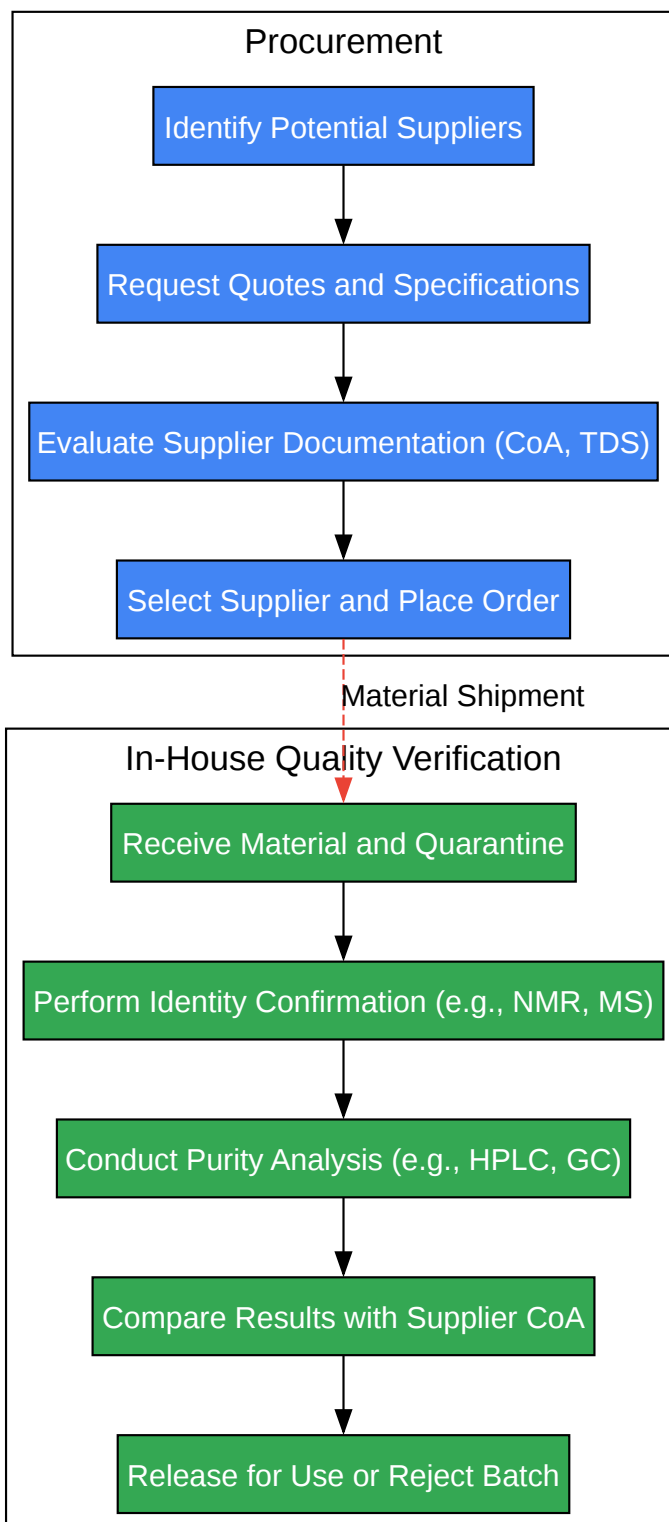 Procurement
Identify Potential Suppliers
Request Quotes and Specifications
Evaluate Supplier Documentation (CoA, TDS)
Select Supplier and Place Order
Material Shipment
In-House Quality Verification
Receive Material and Quarantine
Perform Identity Confirmation (e.g., NMR, MS)
Conduct Purity Analysis (e.g., HPLC, GC)
Compare Results with Supplier CoA
Release for Use or Reject Batch